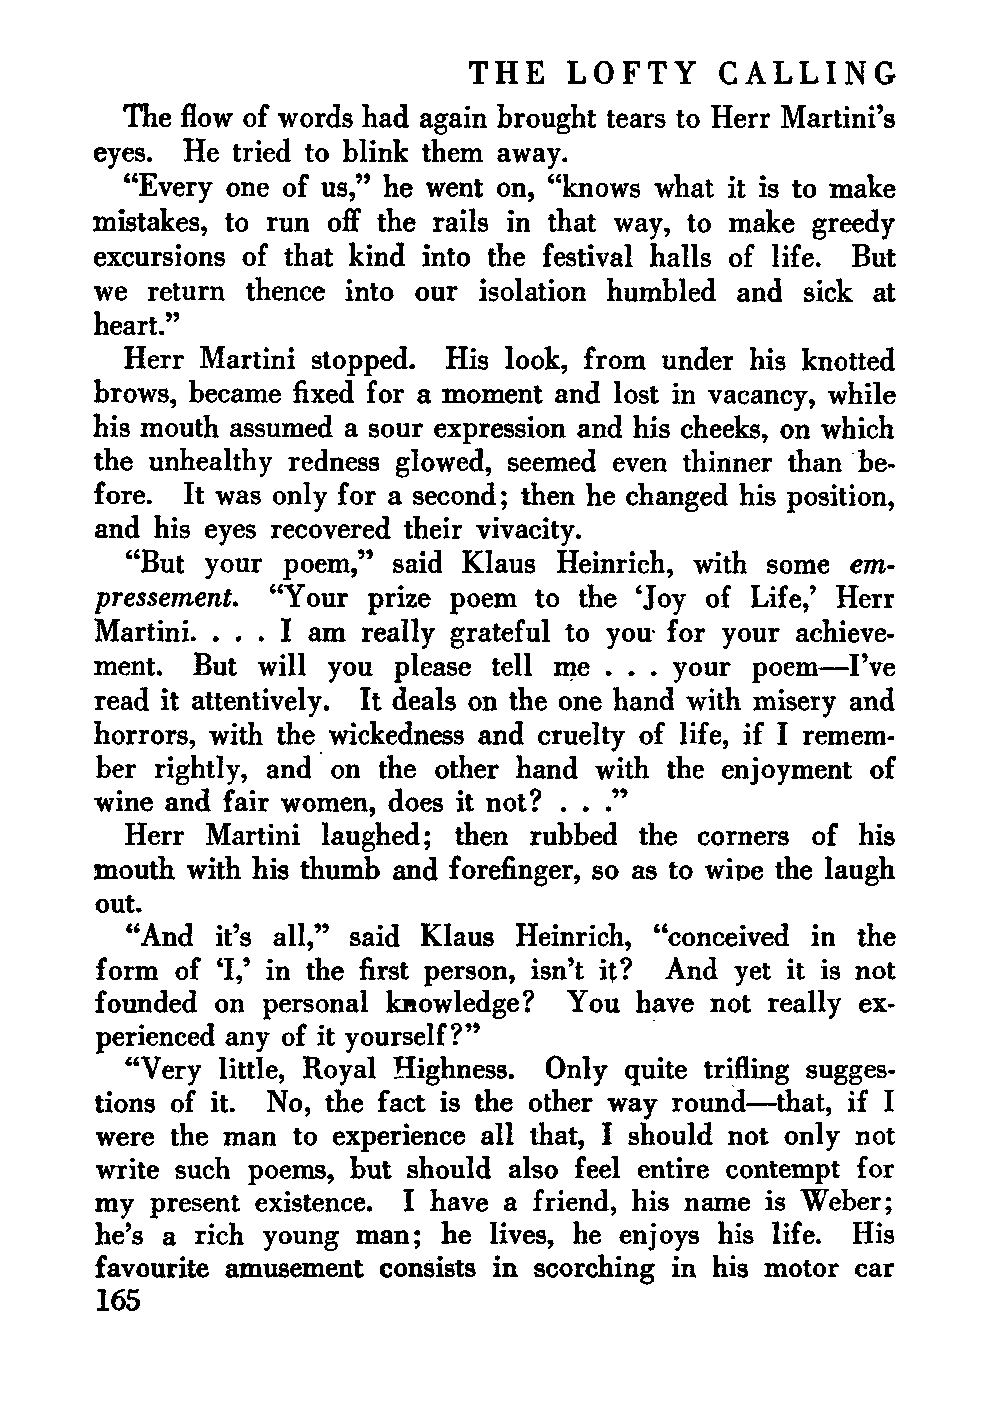 THE LOFTY CALLING
The flow of words had again brought tears to Herr Martini's
eyes. He tried to blink them away.
“Every one of us,” he went on, “knows what it is to make
mistakes, to run off the rails in that way, to make greedy
excursions of that kind into the festival halls of life. But
we return thence into our isolation humbled and sick at
heart.”
Herr Martini stopped. His look, from under his knotted
brows, became fixed for a moment and lost in vacancy, while
his mouth assumed a sour expression and his cheeks, on which
the unhealthy redness glowed, seemed even thinner than be-
fore. It was only for a second; then he changed his position,
and his eyes recovered their vivacity.
“But your poem,” said Klaus Heinrich, with some em-
pressement. “Your prize poem to the ‘Joy of Life,’ Herr
Martini. . . . I am really grateful to you for your achieve-
ment. But will you please tell me . . . your poem—I've
read it attentively. It deals on the one hand with misery and
horrors, with the wickedness and cruelty of life, if I remem-
ber rightly, and on the other hand with the enjoyment of
wine and fair women, does it not? . . .”
Herr Martini laughed; then rubbed the corners of his
mouth with his thumb and forefinger, so as to wipe the laugh
out.
“And it's all,” said Klaus Heinrich, “conceived in the
form of ‘I,’ in the first person, isn't it? And yet it is not
founded on personal knowledge? You have not really ex-
perienced any of it yourself?”
“Very little, Royal Highness. Only quite trifling sugges-
tions of it. No, the fact is the other way round—that, if I
were the man to experience all that, I should not only not
write such poems, but should also feel entire contempt for
my present existence. I have a friend, his name is Weber;
he's a rich young man; he lives, he enjoys his life. His
favourite amusement consists in scorching in his motor car
165